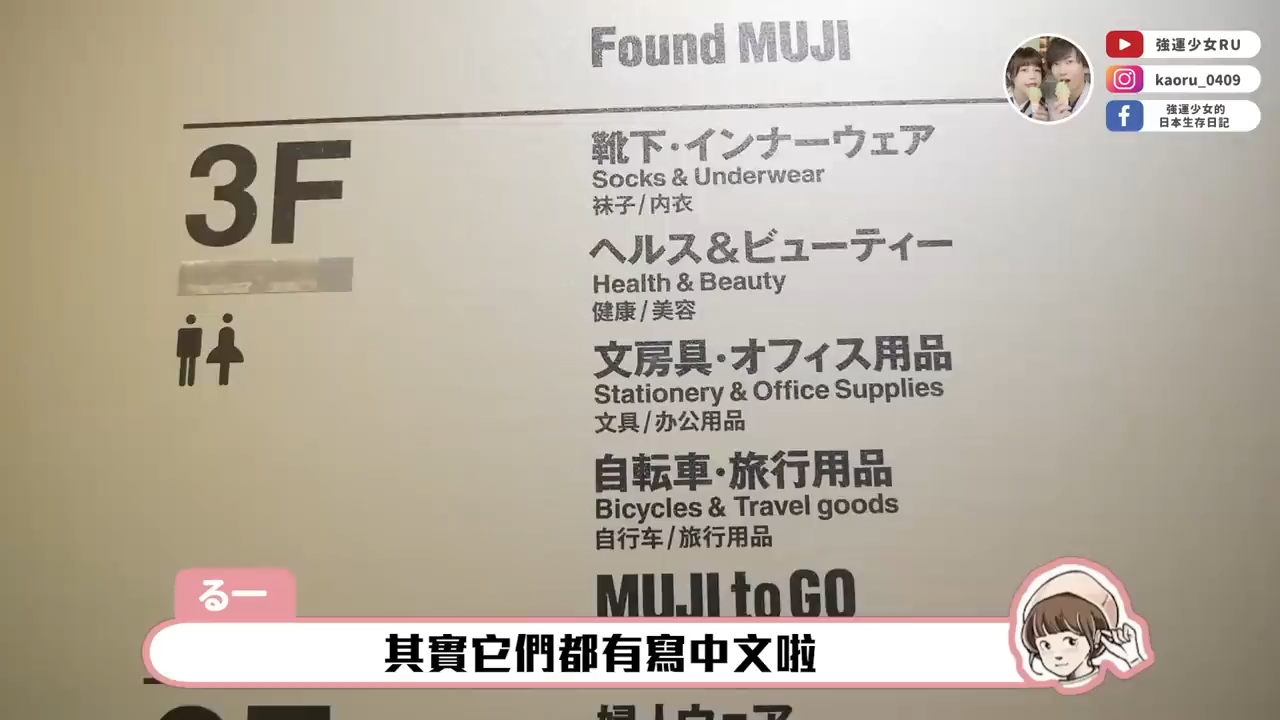 Found MUJI
強運少女RU
kaoru_0409
強運少女的
日本生存日記
3F
靴下・インナーウェア
Socks & Underwear
袜子/内衣
ヘルス&ビューティー
Health & Beauty
健康/美容
文房具・オフィス用品
Stationery & Office Supplies
文具/办公用品
自転車・旅行用品
Bicycles & Travel goods
自行车/旅行用品
MUJI to GO
るー
其實它們都有寫中文啦